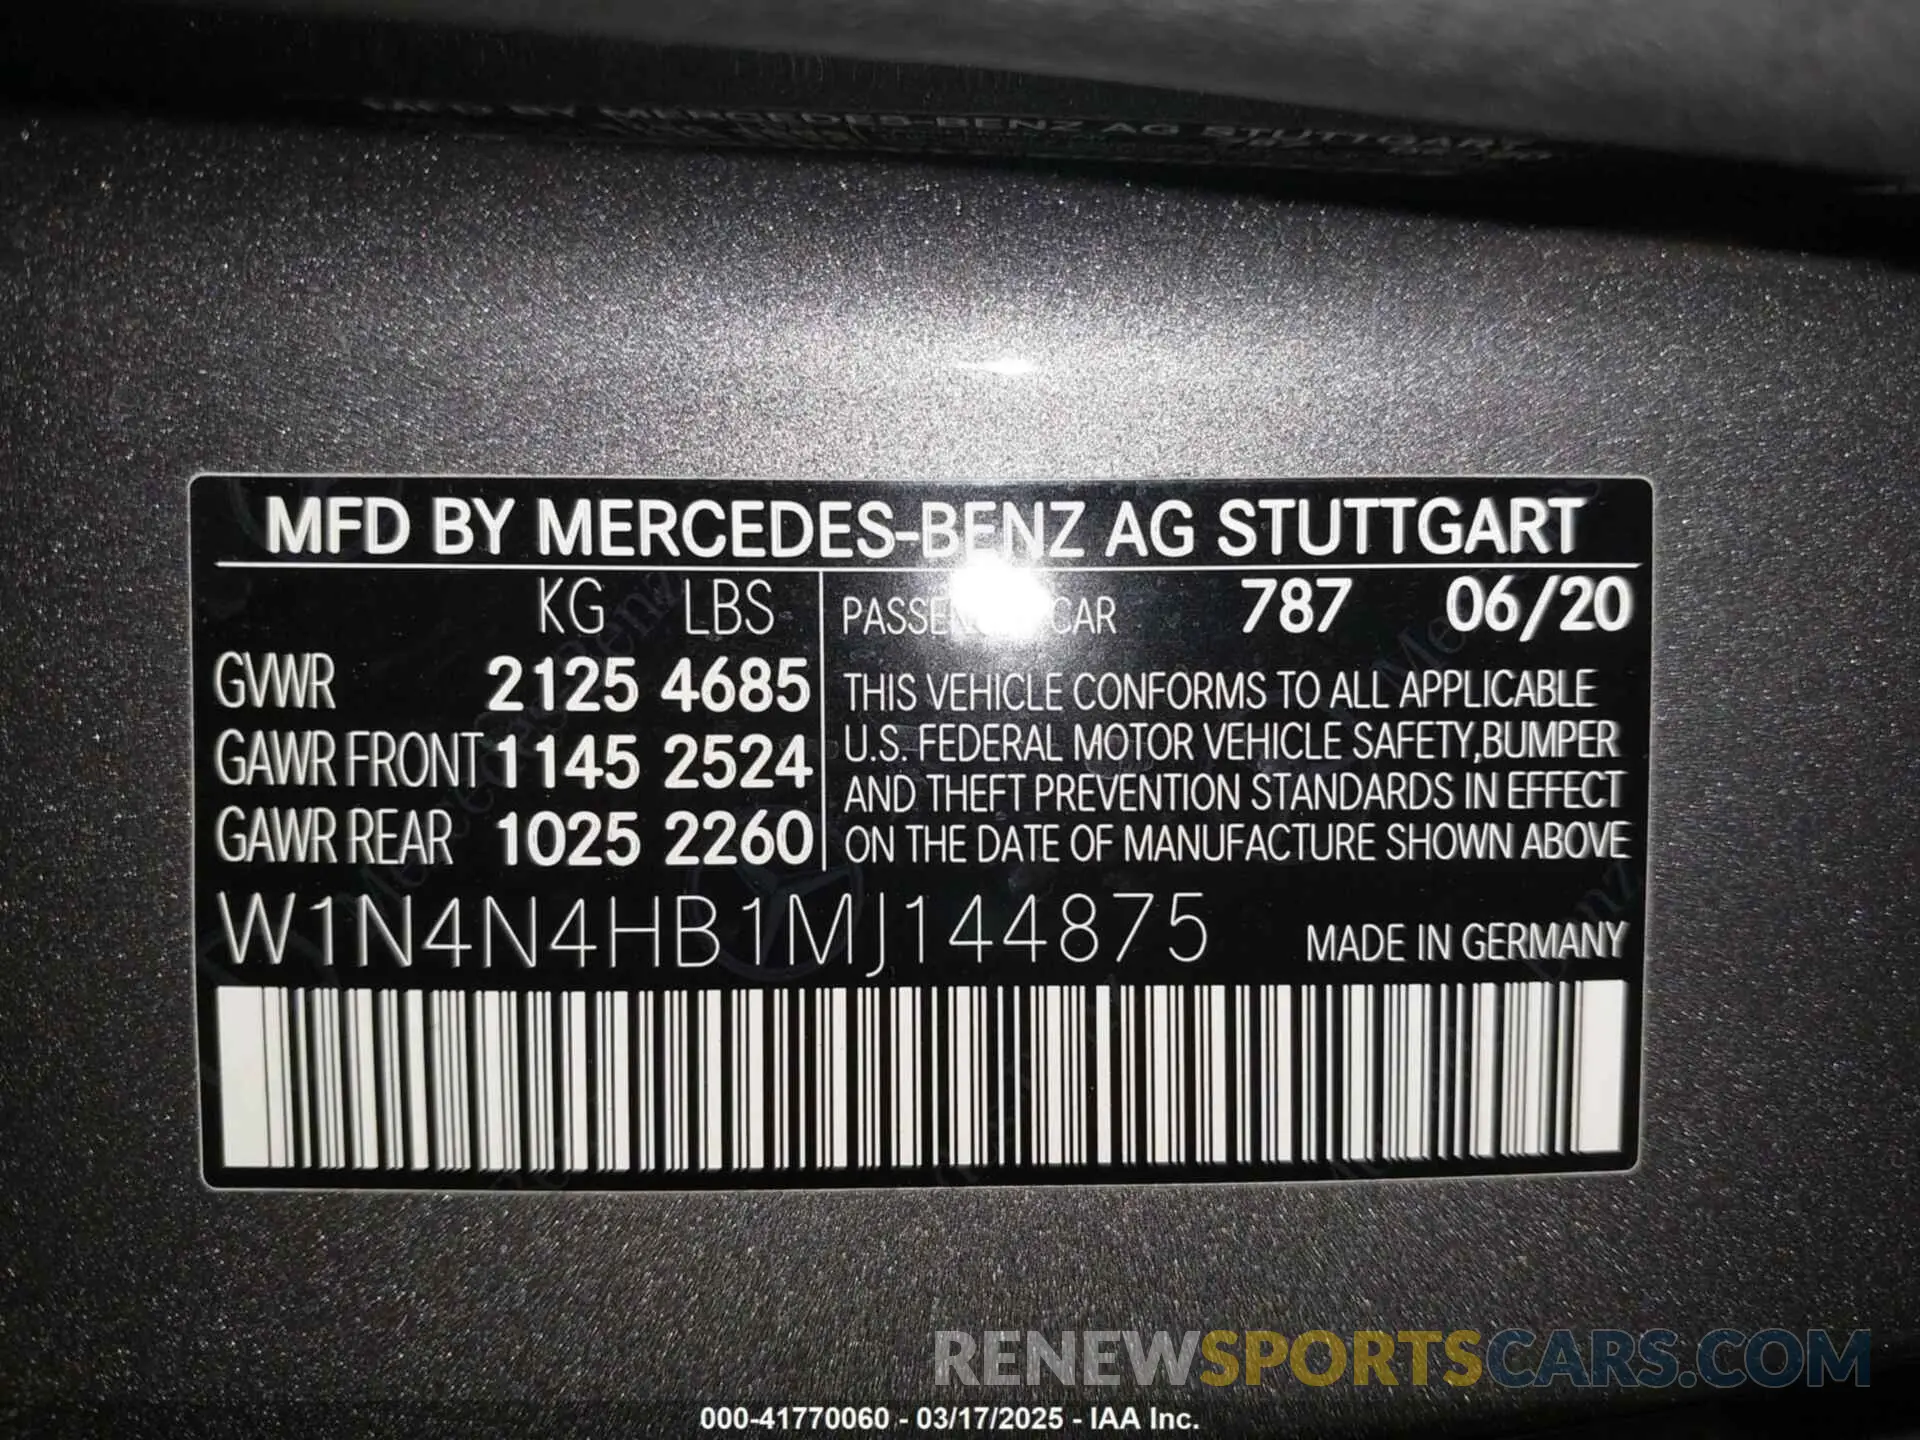 MFD BY MERCEDES-BENZ AG STUTTGART
KG LBS
GVWR 2125 4685
GAWR FRONT 1145 2524
GAWR REAR 1025 2260
PASSENGER CAR 787 06/20
THIS VEHICLE CONFORMS TO ALL APPLICABLE
U.S. FEDERAL MOTOR VEHICLE SAFETY,BUMPER
AND THEFT PREVENTION STANDARDS IN EFFECT
ON THE DATE OF MANUFACTURE SHOWN ABOVE
W1N4N4HB1MJ144875 MADE IN GERMANY
RENEWSPORTSCARS.COM
000-41770060 - 03/17/2025 - IAA Inc.